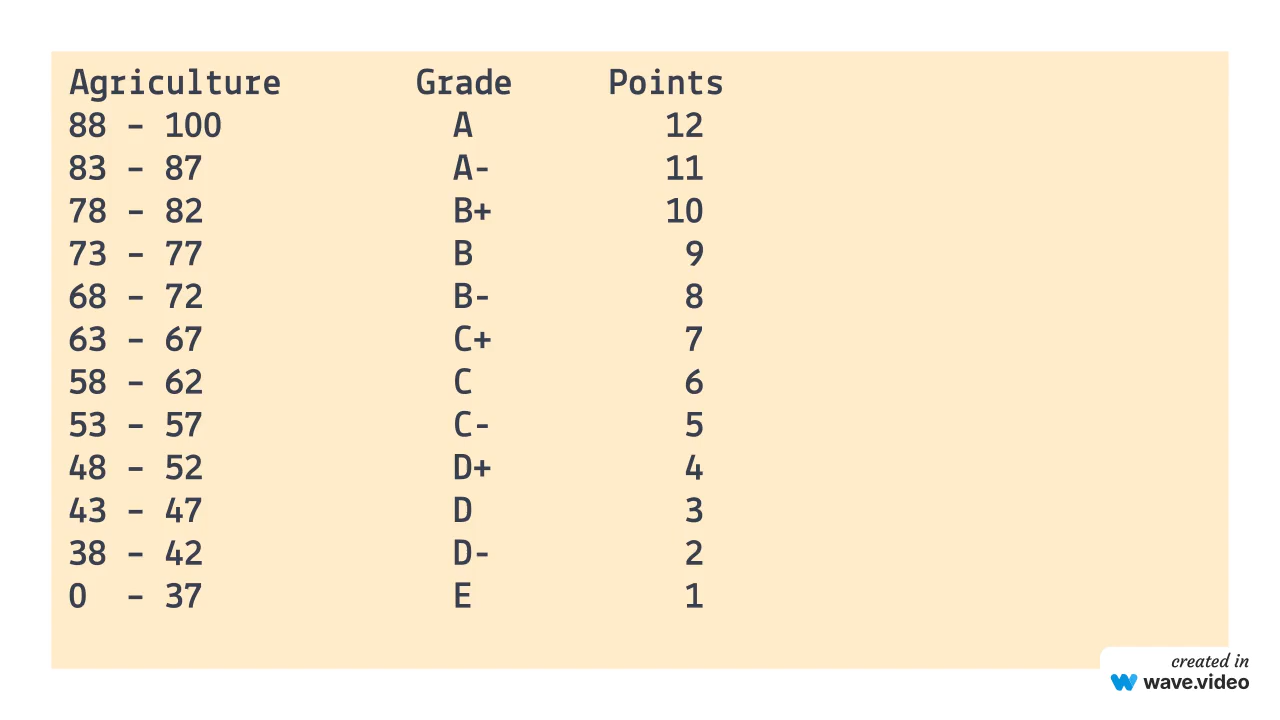 Agriculture Grade Points
88 - 100 A 12
83 - 87 A- 11
78 - 82 B+ 10
73 - 77 B 9
68 - 72 B- 8
63 - 67 C+ 7
58 - 62 C 6
53 - 57 C- 5
48 - 52 D+ 4
43 - 47 D 3
38 - 42 D- 2
0 - 37 E 1
created in
wave.video